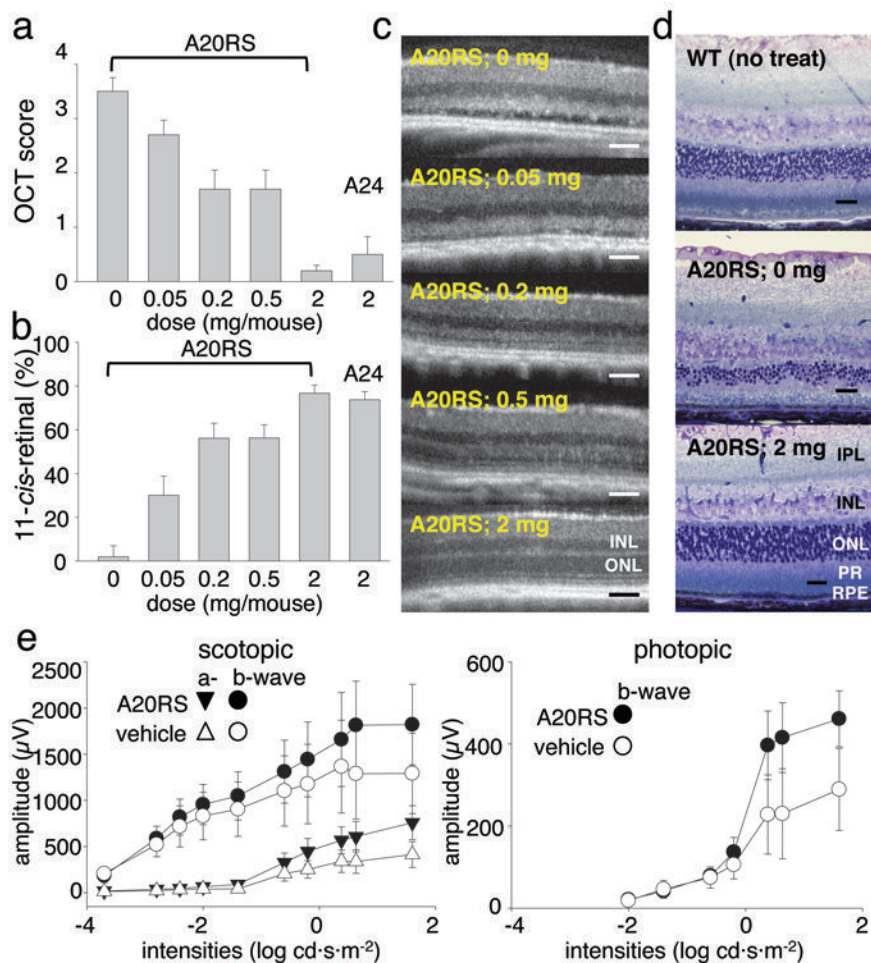 a
A20RS
OCT score
4
3
2
1
0
A24
0 0.05 0.2 0.5 2 2
dose (mg/mouse)
b
A20RS
11-cis-retinal (%)
100
80
60
40
20
0
A24
0 0.05 0.2 0.5 2 2
dose (mg/mouse)
c
A20RS; 0 mg
A20RS; 0.05 mg
A20RS; 0.2 mg
A20RS; 0.5 mg
A20RS; 2 mg
INL
ONL
d
WT (no treat)
A20RS; 0 mg
A20RS; 2 mg
IPL
INL
ONL
PR
RPE
e
scotopic
a- b-wave
A20RS
vehicle
amplitude (µV)
2500
2000
1500
1000
500
0
-4 -2 0 2
intensities (log cd·s·m-2)
photopic
b-wave
A20RS
vehicle
amplitude (µV)
600
400
200
0
-4 -2 0 2
intensities (log cd·s·m-2)